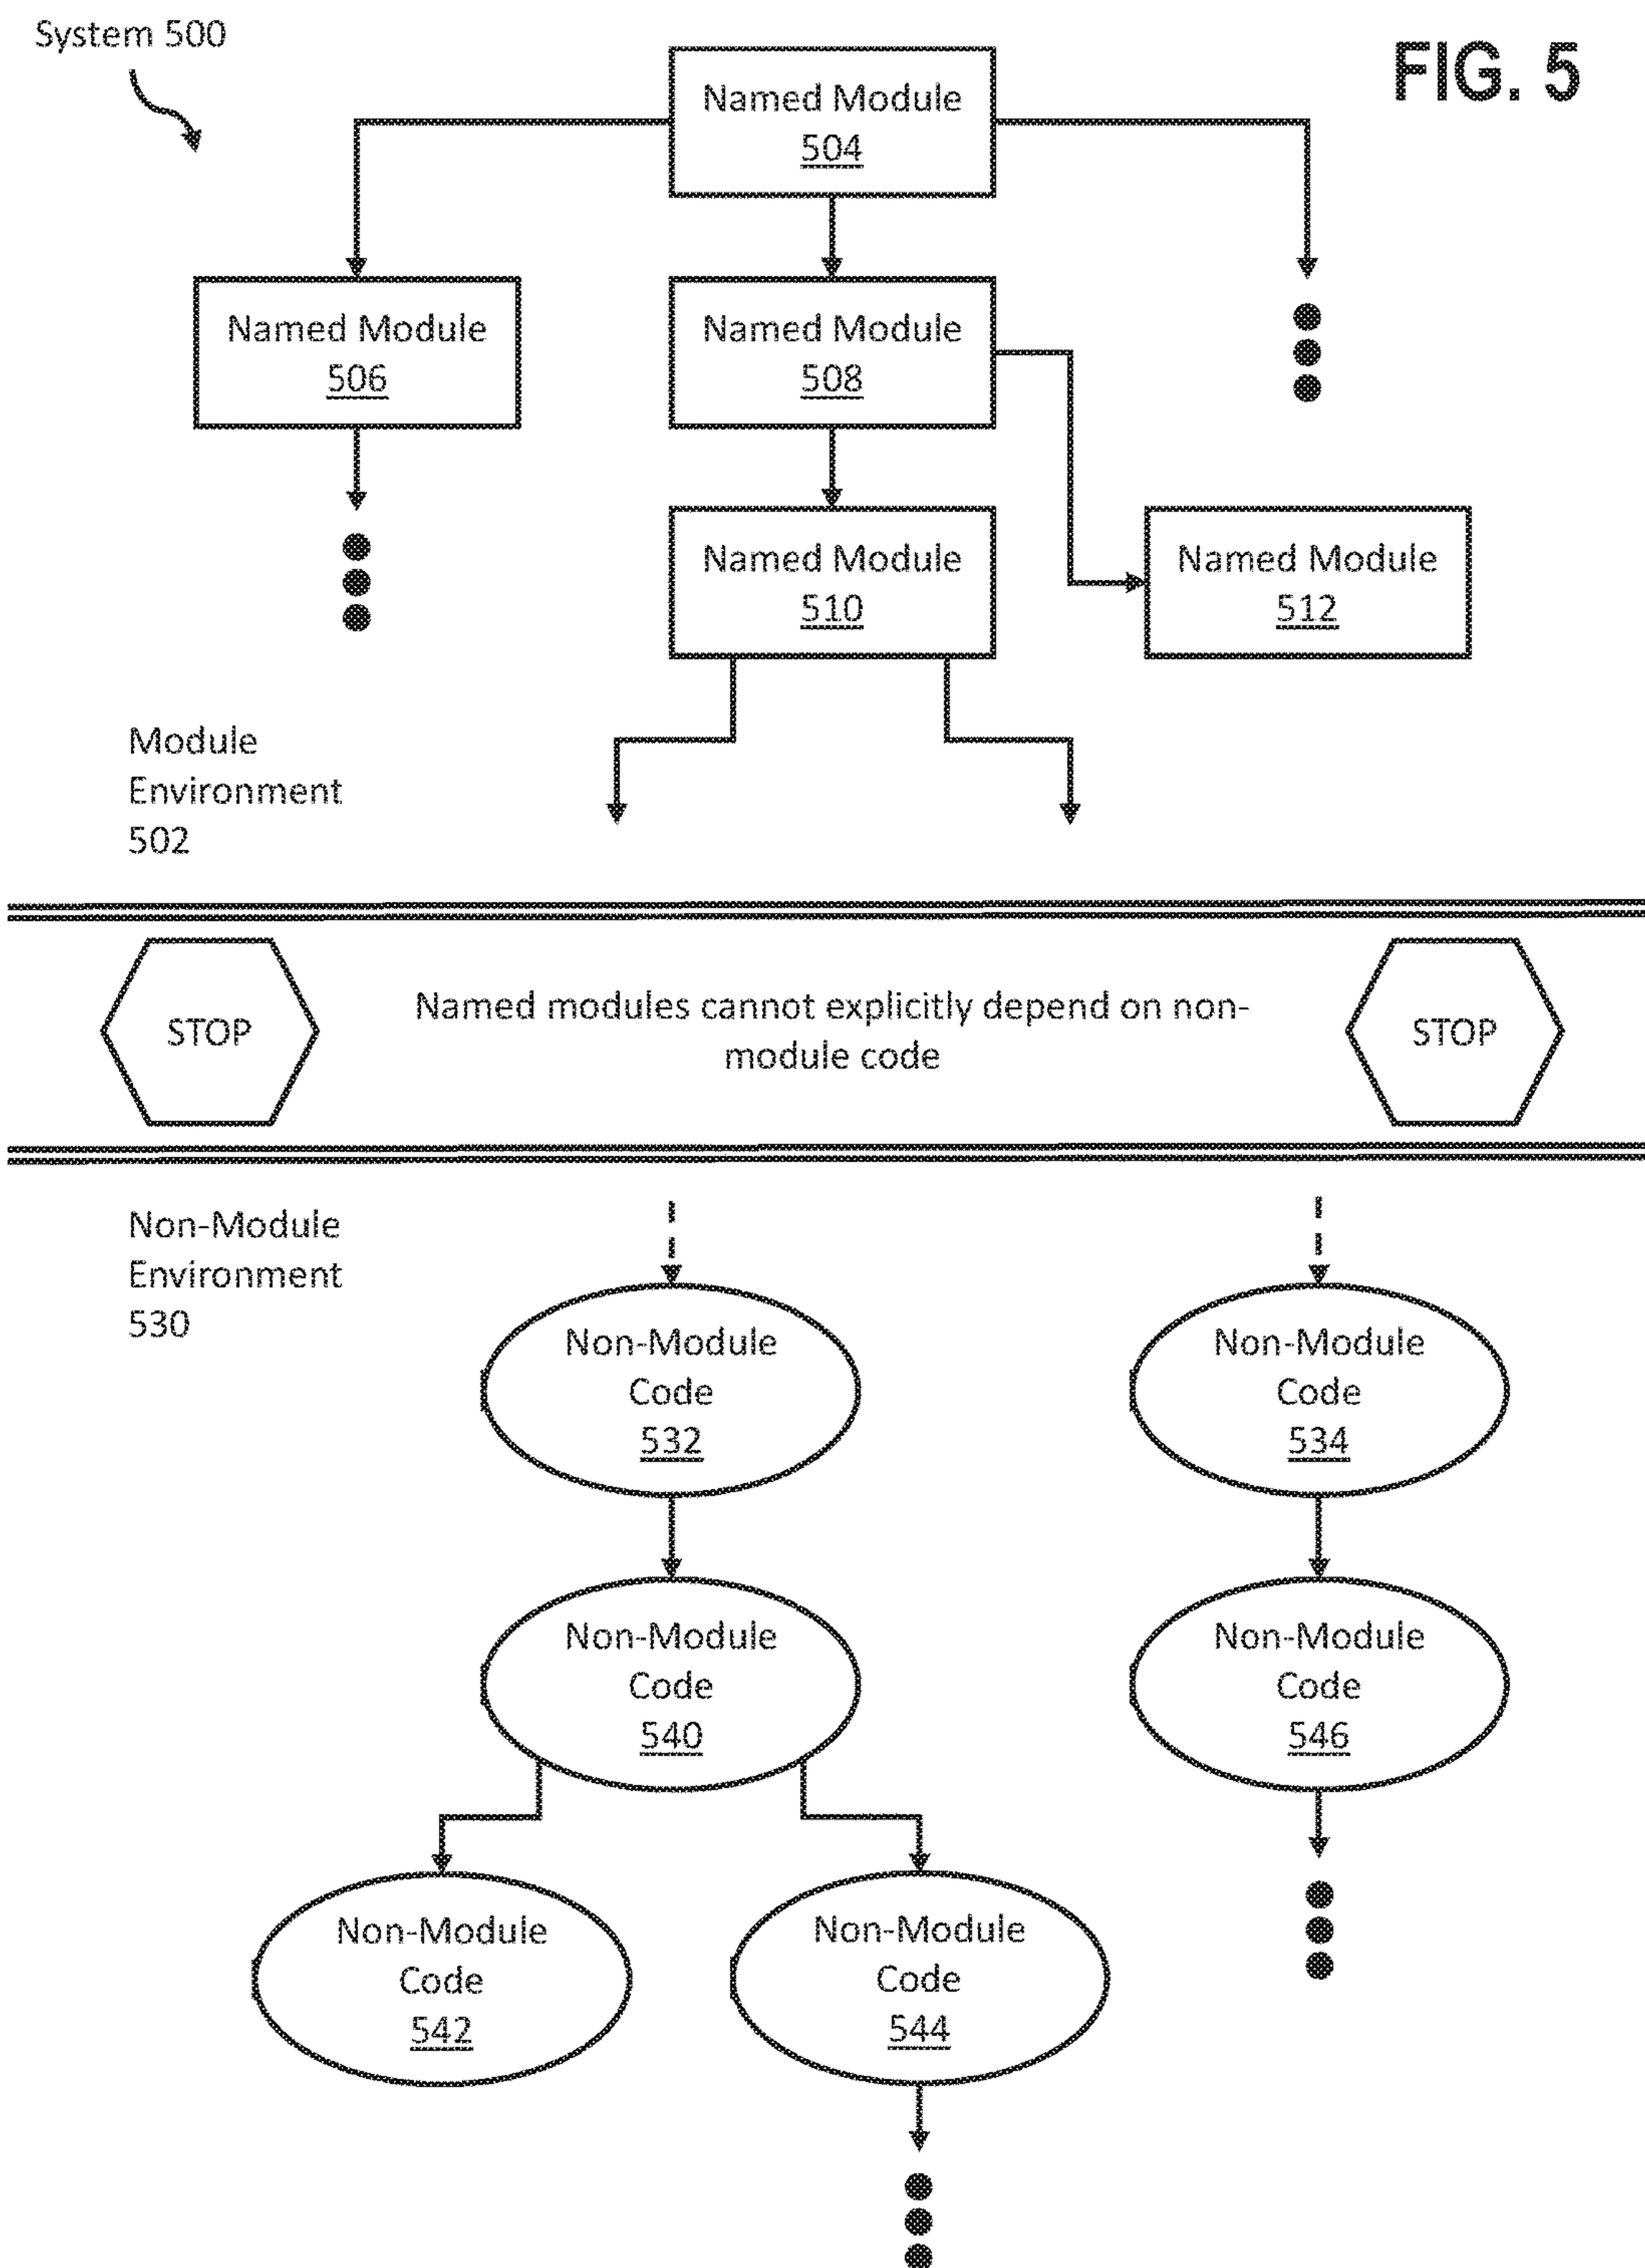 System 500
FIG. 5
Named Module
504
Named Module
506
Named Module
508
Named Module
510
Named Module
512
Module
Environment
502
STOP
Named modules cannot explicitly depend on non-
module code
STOP
Non-Module
Environment
530
Non-Module
Code
532
Non-Module
Code
534
Non-Module
Code
540
Non-Module
Code
546
Non-Module
Code
542
Non-Module
Code
544